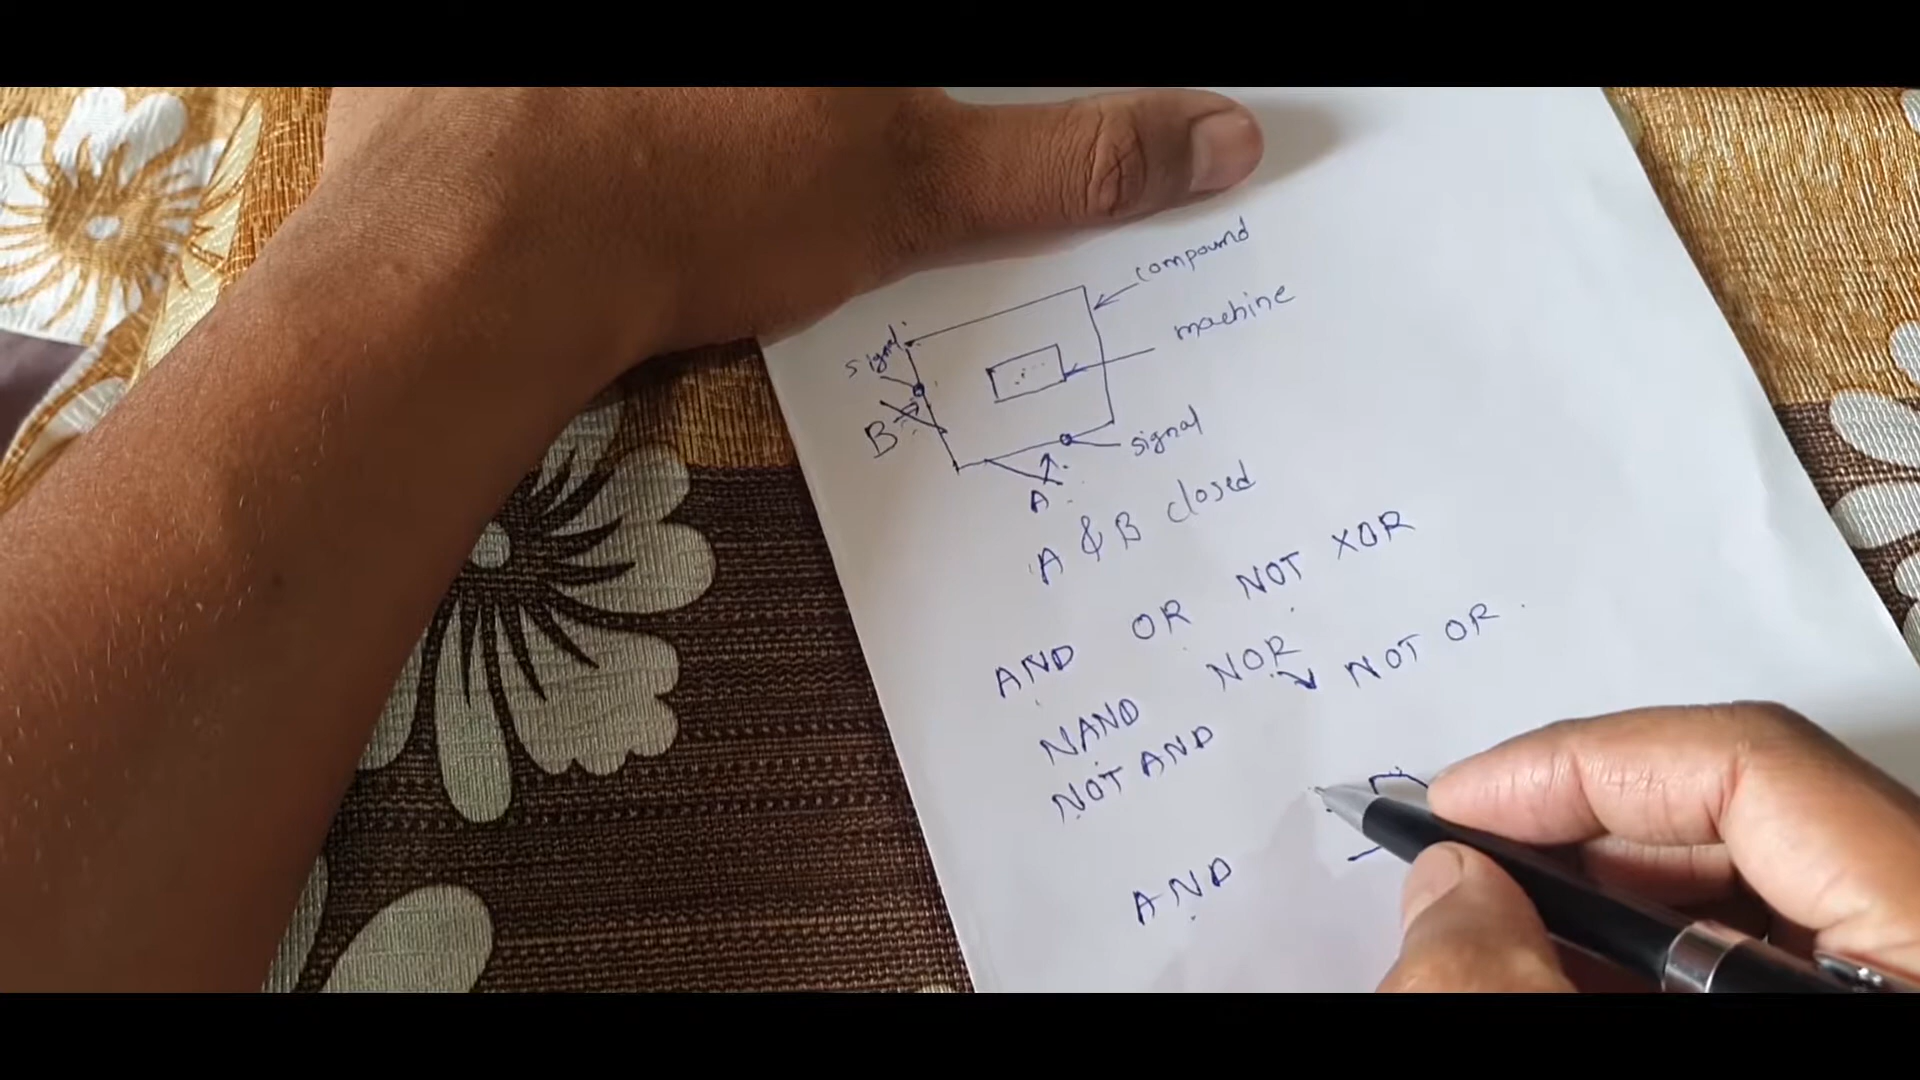 compound
machine
signal
B
signal
A
A & B closed
AND OR NOT XOR
NAND NOR NOT OR
NOT AND
AND